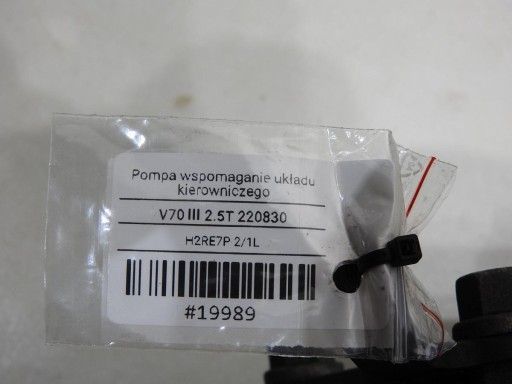 Pompa wspomaganie układu
kierowniczego
V70 III 2.5T 220830
H2RE7P 2/1L
#19989